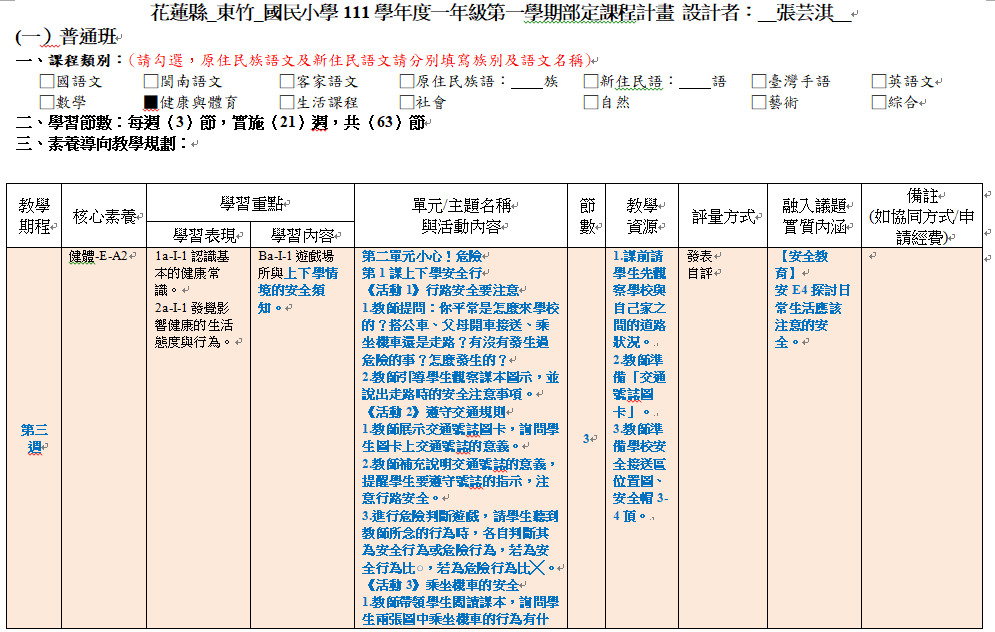 花蓮縣_東竹_國民小學 111 學年度一年級第一學期部定課程計畫 設計者：__張芸淇__
(一）普通班
一、課程類別：(請勾選，原住民族語文及新住民語文請分別填寫族別及語文名稱)
□國語文 □閩南語文 □客家語文 □原住民族語：____族 □新住民語：____語 □臺灣手語 □英語文
□數學 ■健康與體育 □生活課程 □社會 □自然 □藝術 □綜合
二、學習節數：每週（3）節，實施（21）週，共（63）節
三、素養導向教學規劃：
教學
期程
核心素養
學習重點
學習表現
學習內容
單元/主題名稱
與活動內容
節
數
教學
資源
評量方式
融入議題
實質內涵
備註
(如協同方式/申
請經費)
第三
週
健體-E-A2
1a-I-1 認識基
本的健康常
識。
2a-I-1 發覺影
響健康的生活
態度與行為。
Ba-I-1 遊戲場
所與上下學情
境的安全須
知。
第二單元小心！危險
第 1 課上下學安全行
《活動 1》行路安全要注意
1.教師提問：你平常是怎麼來學校
的？搭公車、父母開車接送、乘
坐機車還是走路？有沒有發生過
危險的事？怎麼發生的？
2.教師引導學生觀察課本圖示，並
說出走路時的安全注意事項。
《活動 2》遵守交通規則
1.教師展示交通號誌圖卡，詢問學
生圖卡上交通號誌的意義。
2.教師補充說明交通號誌的意義，
提醒學生要遵守號誌的指示，注
意行路安全。
3.進行危險判斷遊戲，請學生聽到
教師所念的行為時，各自判斷其
為安全行為或危險行為，若為安
全行為比○，若為危險行為比╳。
《活動 3》乘坐機車的安全
1.教師帶領學生閱讀課本，詢問學
生兩張圖中乘坐機車的行為有什
3
1.課前請
學生先觀
察學校與
自己家之
間的道路
狀況。
2.教師準
備「交通
號誌圖
卡」。
3.教師準
備學校安
全接送區
位置圖、
安全帽 3-
4 頂。
發表
自評
【安全教
育】
安 E4 探討日
常生活應該
注意的安
全。